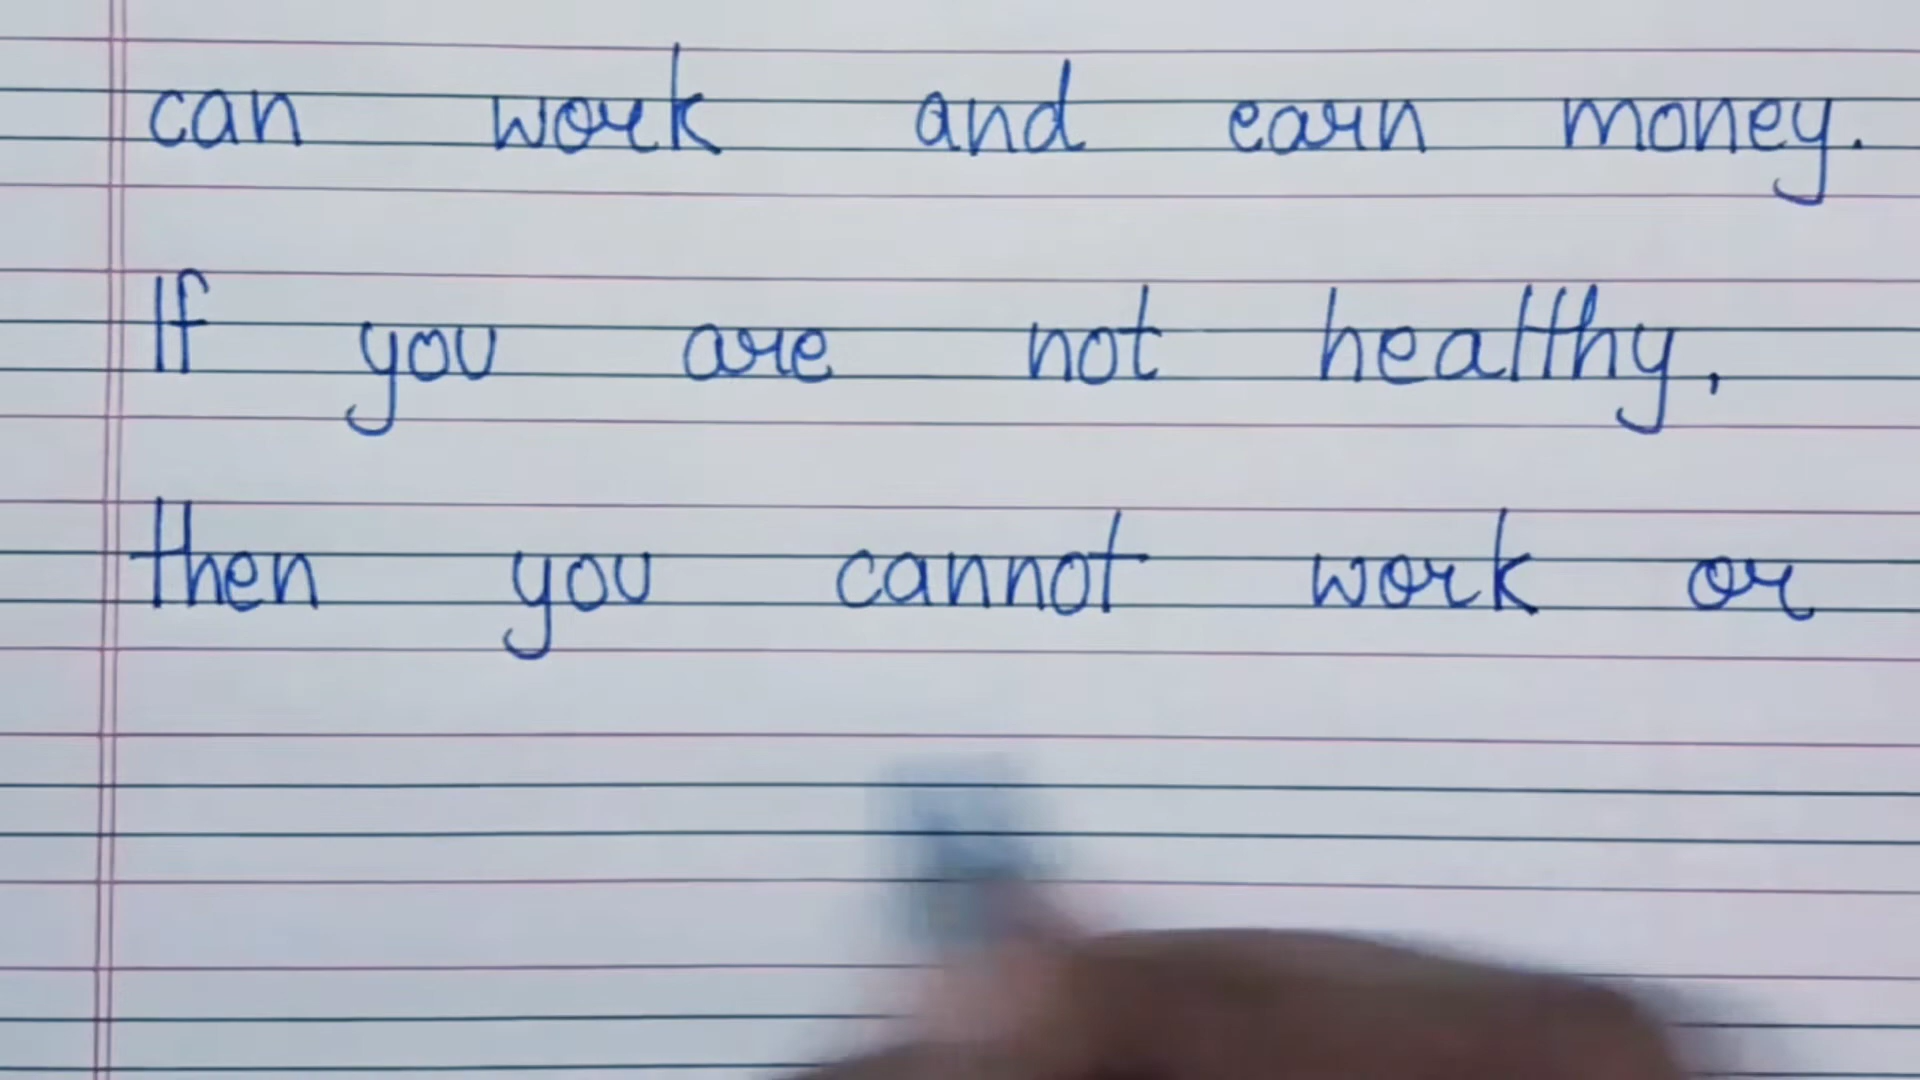 can work and earn money.
If you are not healthy,
then you cannot work or